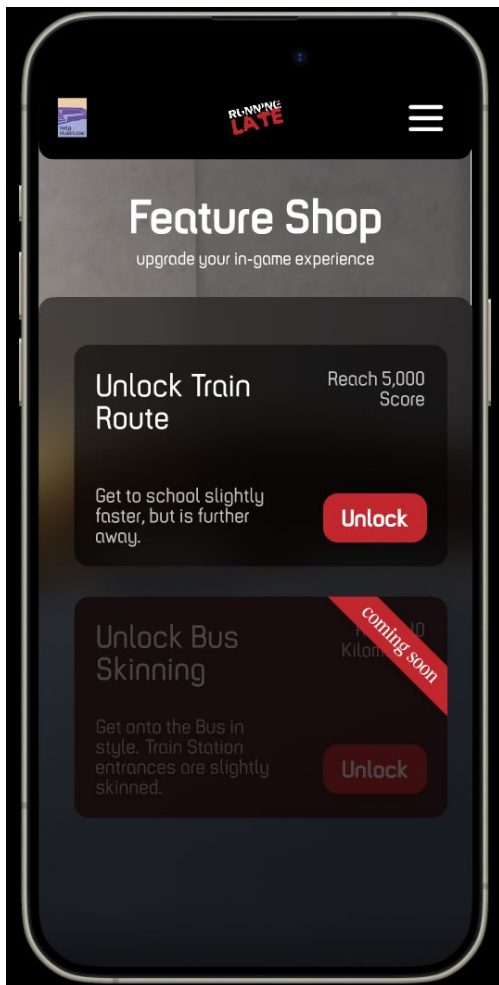 RUNNING
LATE
Feature Shop
upgrade your in-game experience
Unlock Train
Route
Reach 5,000
Score
Get to school slightly
faster, but is further
away.
Unlock
Unlock Bus
Skinning
Kilom
coming soon
Get onto the Bus in
style. Train Station
entrances are slightly
skinned.
Unlock